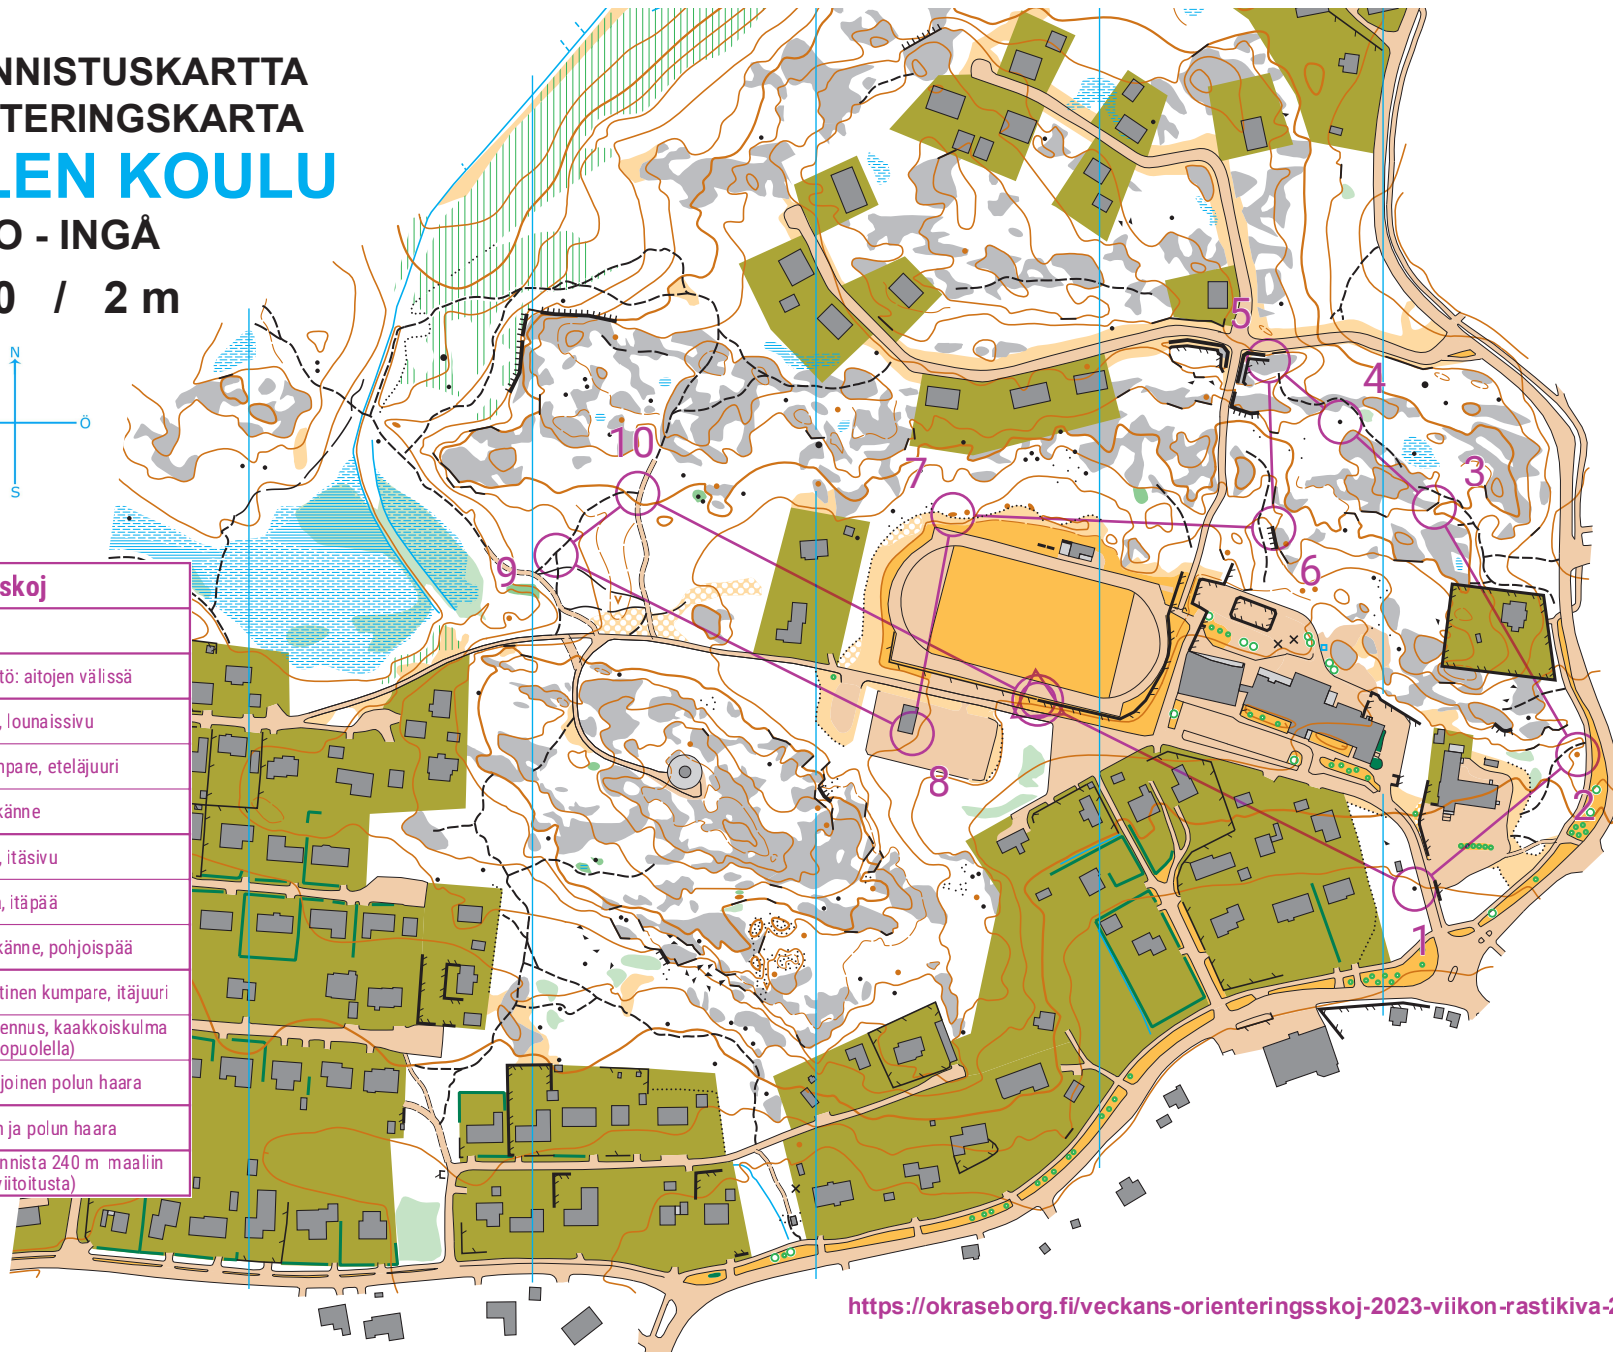 NNISTUSKARTTA
TERINGSKARTA
LEN KOULU
O - INGÅ
0 / 2 m
N
Ö
S
skoj
tö: aitojen välissä
, lounaissivu
npare, eteläjuuri
känne
, itäsivu
, itäpää
känne, pohjoispää
tinen kumpare, itäjuuri
ennus, kaakkoiskulma
opuolella)
joinen polun haara
n ja polun haara
nnista 240 m maaliin
viitoitusta)
5
4
10
7
3
9
6
8
2
1
https://okraseborg.fi/veckans-orienteringsskoj-2023-viikon-rastikiva-2